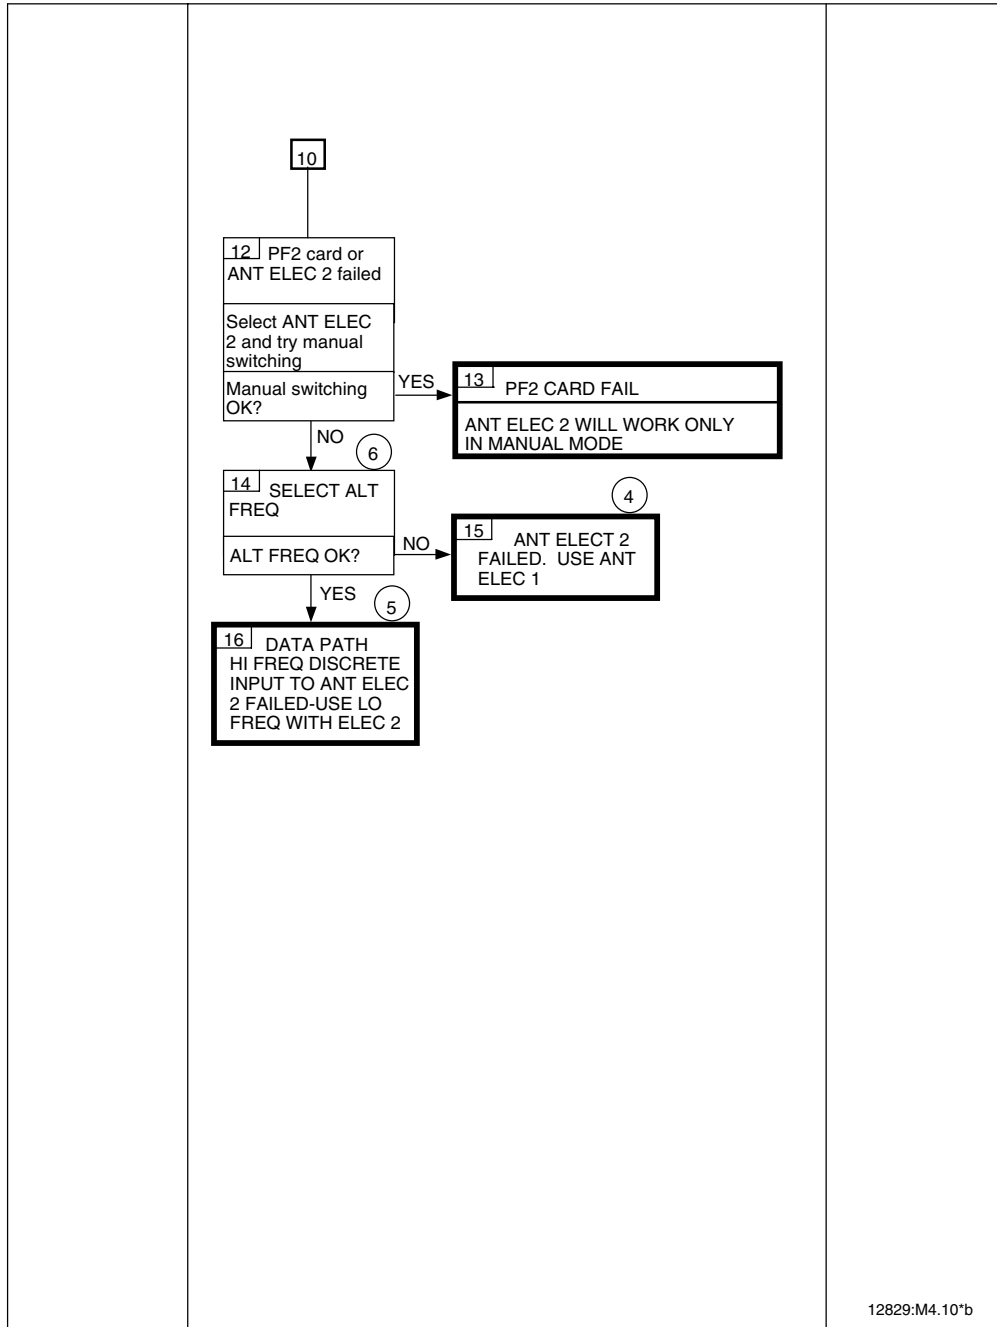 10
12 PF2 card or
ANT ELEC 2 failed
Select ANT ELEC
2 and try manual
switching
Manual switching
OK?
YES
13 PF2 CARD FAIL
ANT ELEC 2 WILL WORK ONLY
IN MANUAL MODE
NO
6
14 SELECT ALT
FREQ
ALT FREQ OK?
NO
4
15 ANT ELECT 2
FAILED. USE ANT
ELEC 1
YES
5
16 DATA PATH
HI FREQ DISCRETE
INPUT TO ANT ELEC
2 FAILED-USE LO
FREQ WITH ELEC 2
12829:M4.10*b